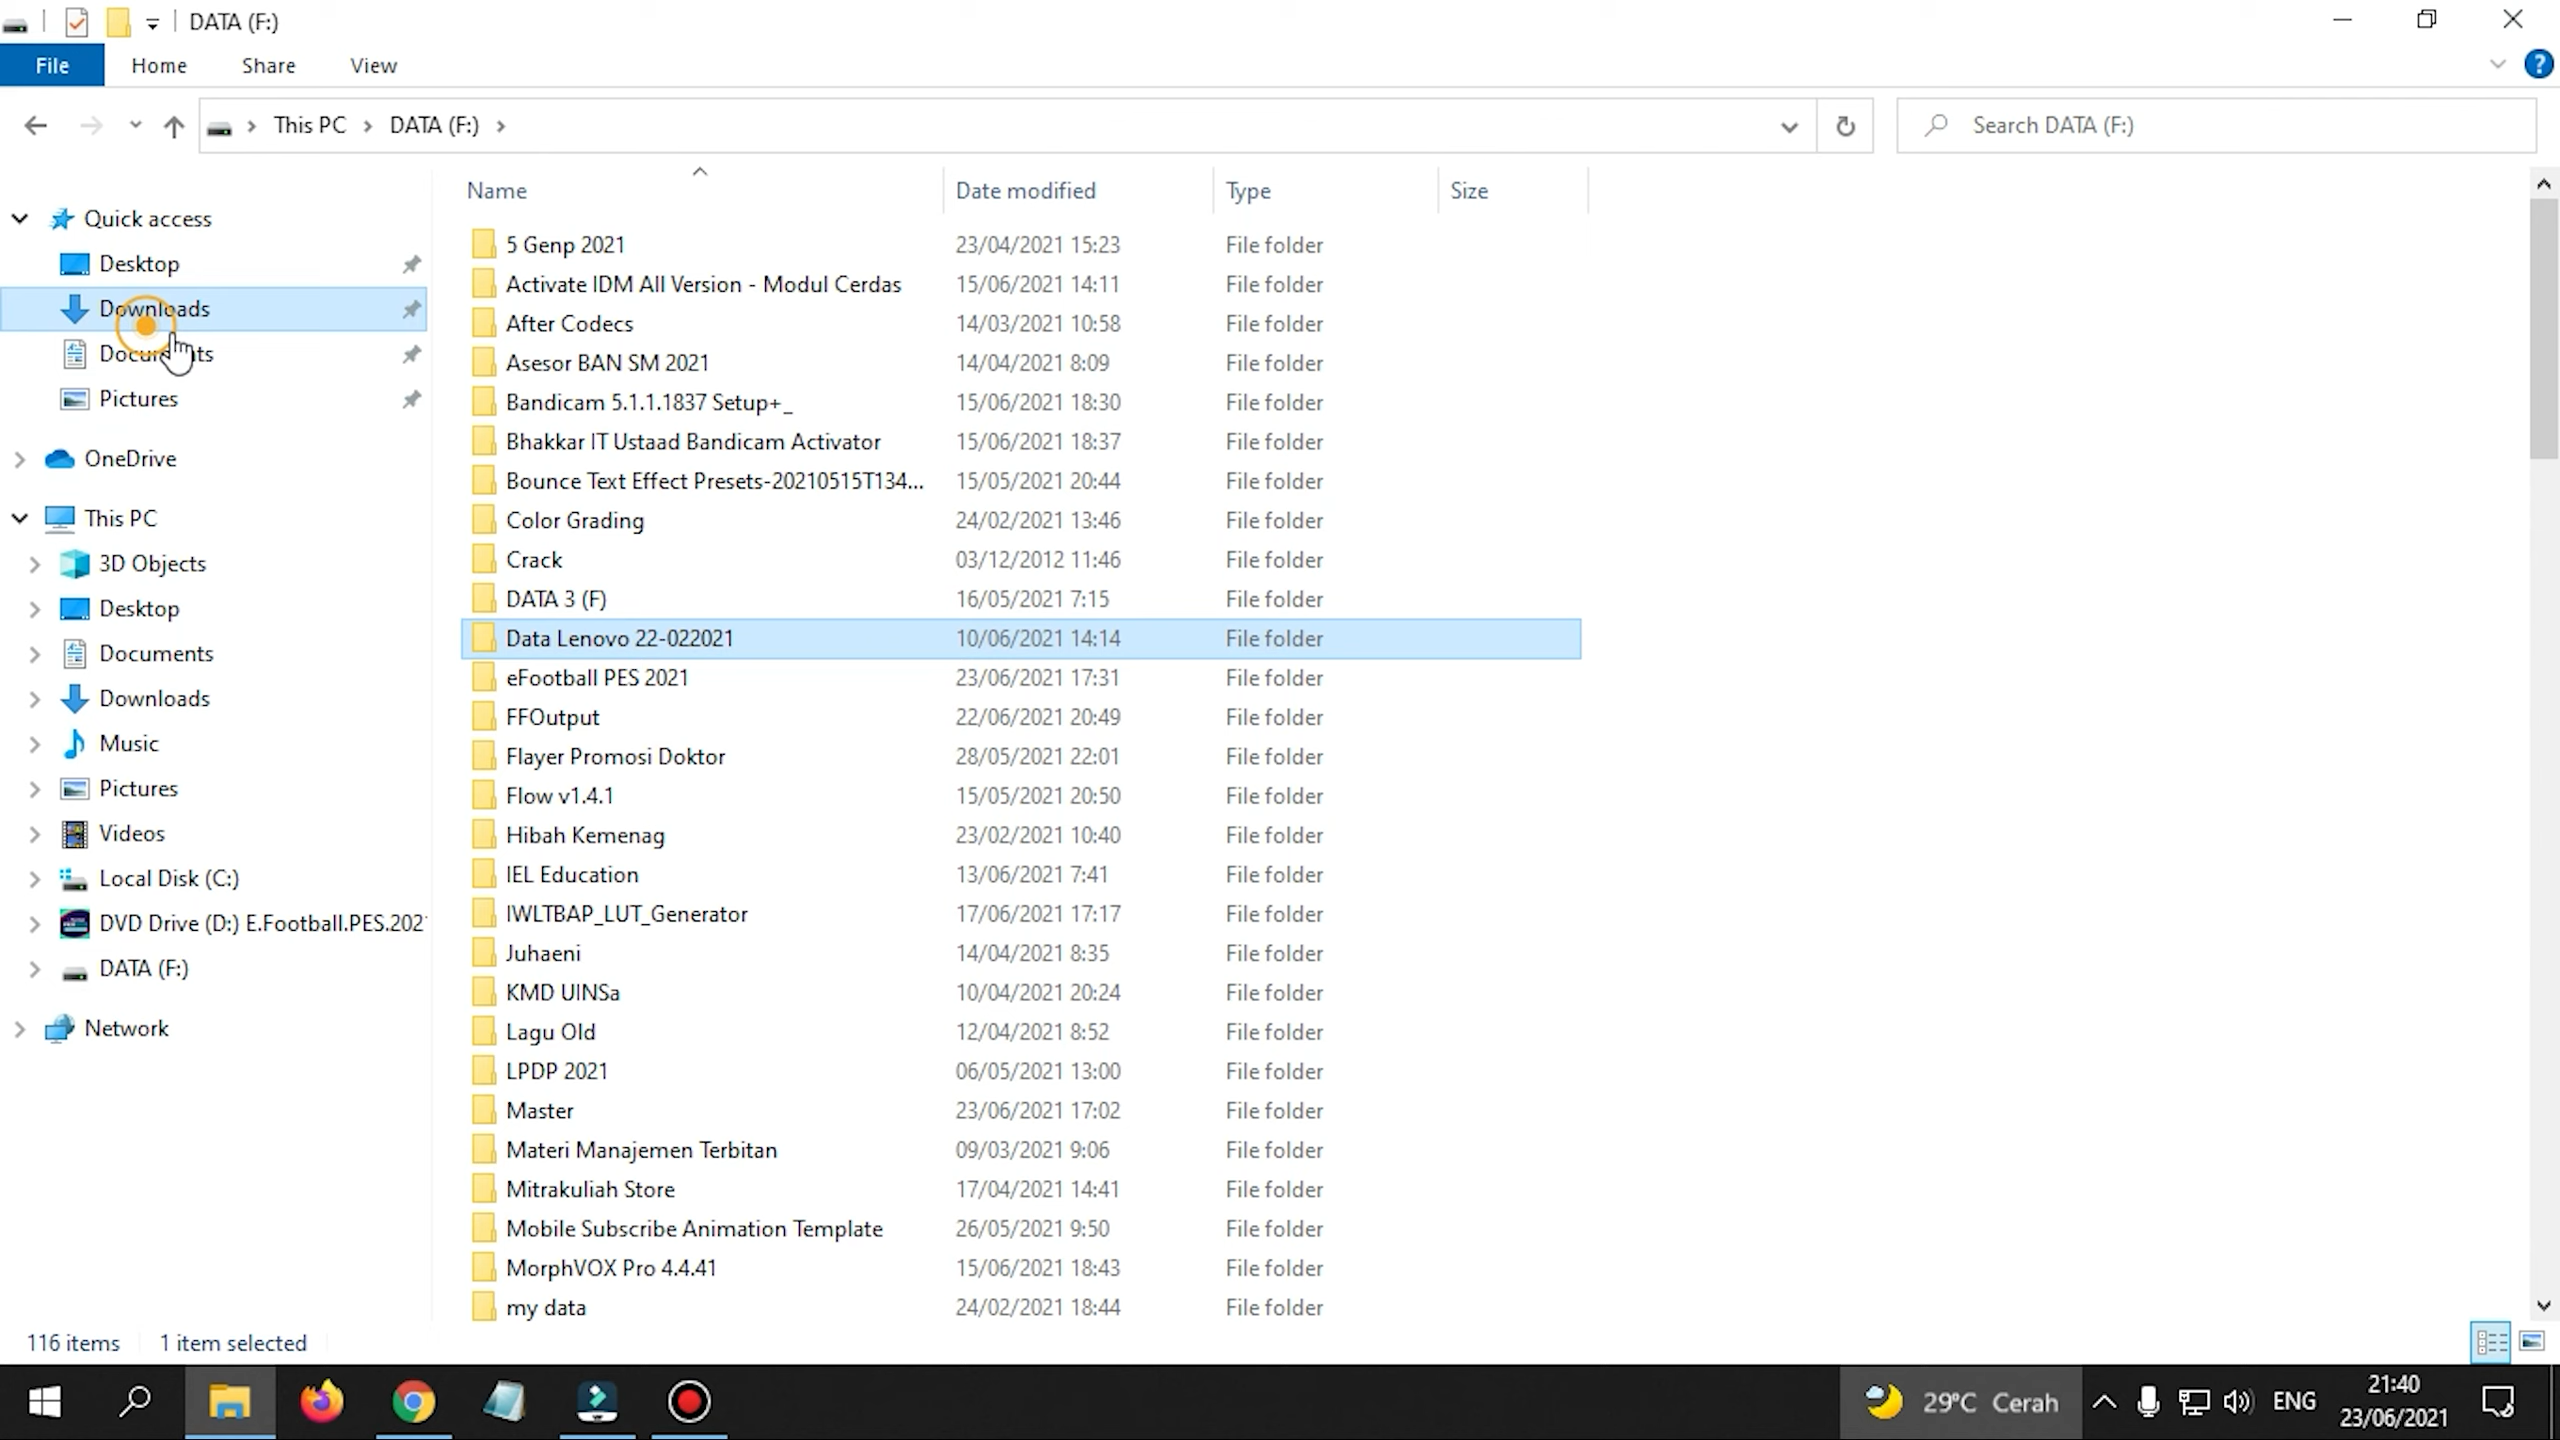 DATA (F:)
File Home Share View
This PC DATA (F:)
Search DATA (F:)
Name Date modified Type Size
Quick access
Desktop
Downloads
Documents
Pictures
OneDrive
This PC
3D Objects
Desktop
Documents
Downloads
Music
Pictures
Videos
Local Disk (C:)
DVD Drive (D:) E.Football.PES.202
DATA (F:)
Network
5 Genp 2021 23/04/2021 15:23 File folder
Activate IDM All Version - Modul Cerdas 15/06/2021 14:11 File folder
After Codecs 14/03/2021 10:58 File folder
Asesor BAN SM 2021 14/04/2021 8:09 File folder
Bandicam 5.1.1.1837 Setup+_ 15/06/2021 18:30 File folder
Bhakkar IT Ustaad Bandicam Activator 15/06/2021 18:37 File folder
Bounce Text Effect Presets-20210515T134... 15/05/2021 20:44 File folder
Color Grading 24/02/2021 13:46 File folder
Crack 03/12/2012 11:46 File folder
DATA 3 (F) 16/05/2021 7:15 File folder
Data Lenovo 22-022021 10/06/2021 14:14 File folder
eFootball PES 2021 23/06/2021 17:31 File folder
FFOutput 22/06/2021 20:49 File folder
Flayer Promosi Doktor 28/05/2021 22:01 File folder
Flow v1.4.1 15/05/2021 20:50 File folder
Hibah Kemenag 23/02/2021 10:40 File folder
IEL Education 13/06/2021 7:41 File folder
IWLTBAP_LUT_Generator 17/06/2021 17:17 File folder
Juhaeni 14/04/2021 8:35 File folder
KMD UINSa 10/04/2021 20:24 File folder
Lagu Old 12/04/2021 8:52 File folder
LPDP 2021 06/05/2021 13:00 File folder
Master 23/06/2021 17:02 File folder
Materi Manajemen Terbitan 09/03/2021 9:06 File folder
Mitrakuliah Store 17/04/2021 14:41 File folder
Mobile Subscribe Animation Template 26/05/2021 9:50 File folder
MorphVOX Pro 4.4.41 15/06/2021 18:43 File folder
my data 24/02/2021 18:44 File folder
116 items 1 item selected
29°C Cerah ENG 21:40
23/06/2021